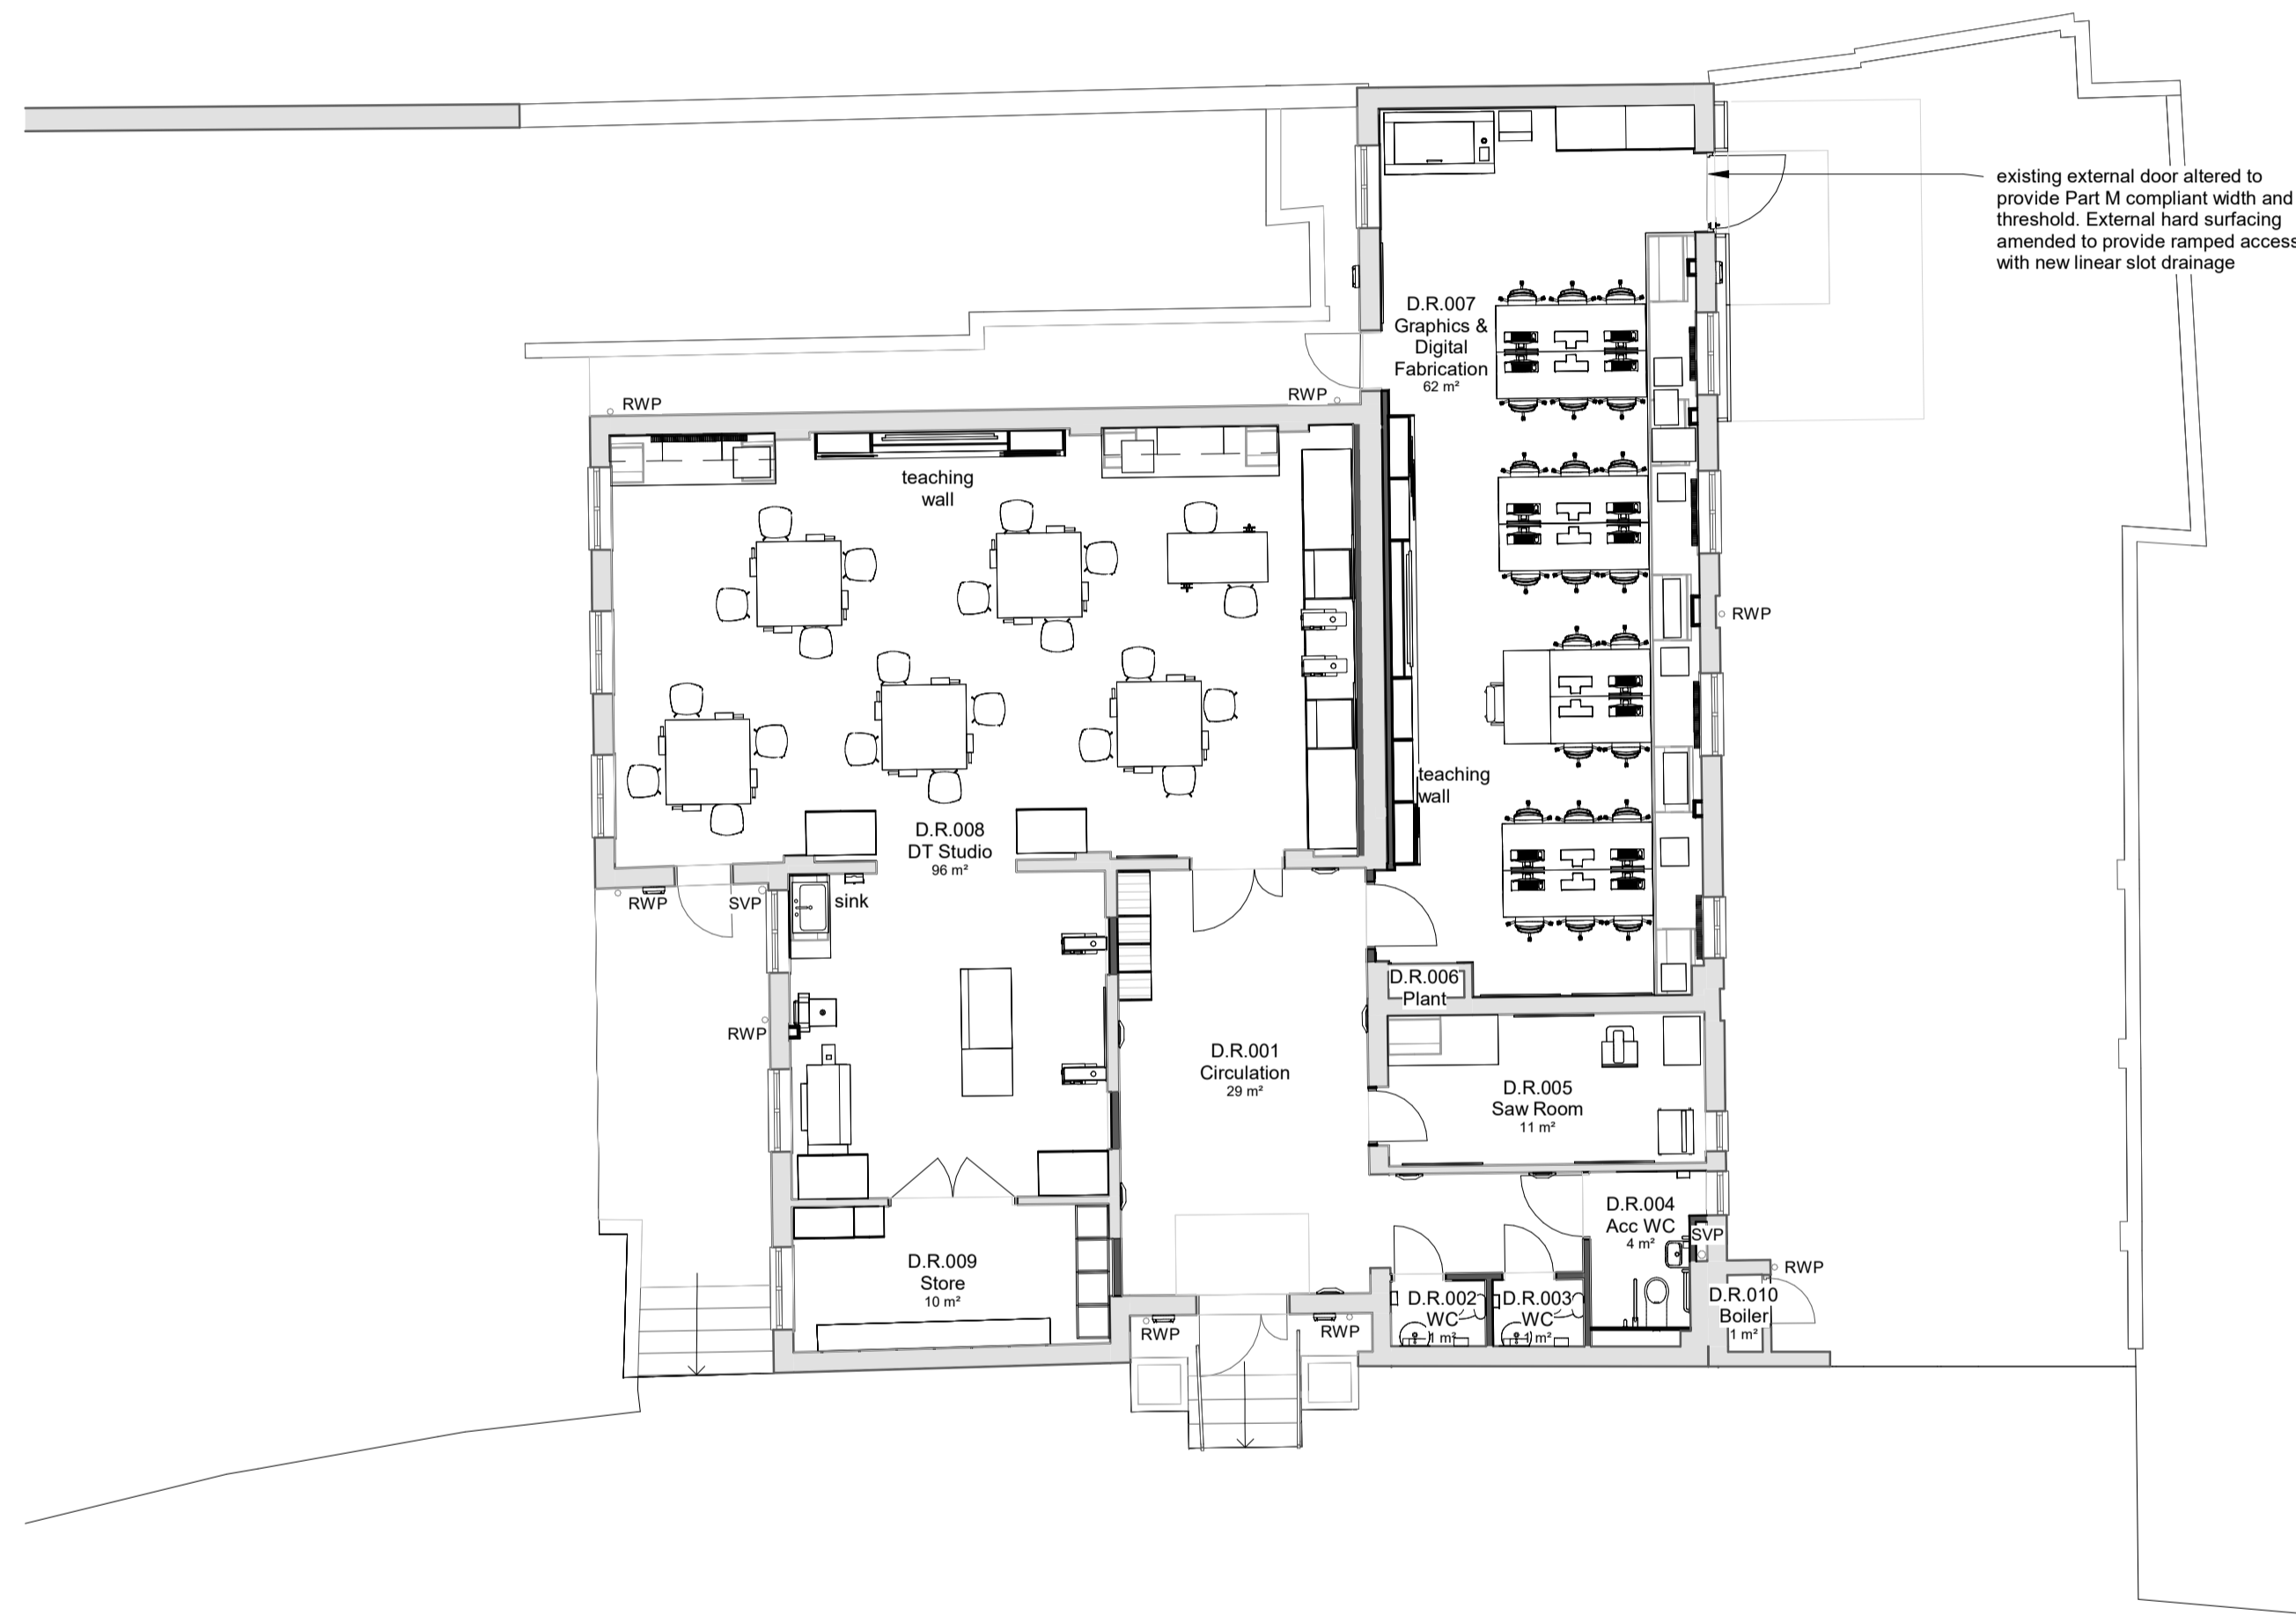 existing external door altered to
provide Part M compliant width and
threshold. External hard surfacing
amended to provide ramped access
with new linear slot drainage
D.R.007
Graphics &
Digital
Fabrication
62 m²
RWP
RWP
teaching
wall
RWP
teaching
wall
D.R.008
DT Studio
96 m²
RWP
SVP
sink
D.R.006
Plant
RWP
D.R.001
Circulation
29 m²
D.R.005
Saw Room
11 m²
D.R.004
Acc WC
4 m²
SVP
D.R.009
Store
10 m²
RWP
D.R.002
WC
1 m²
D.R.003
WC
1 m²
D.R.010
Boiler
1 m²
RWP
RWP